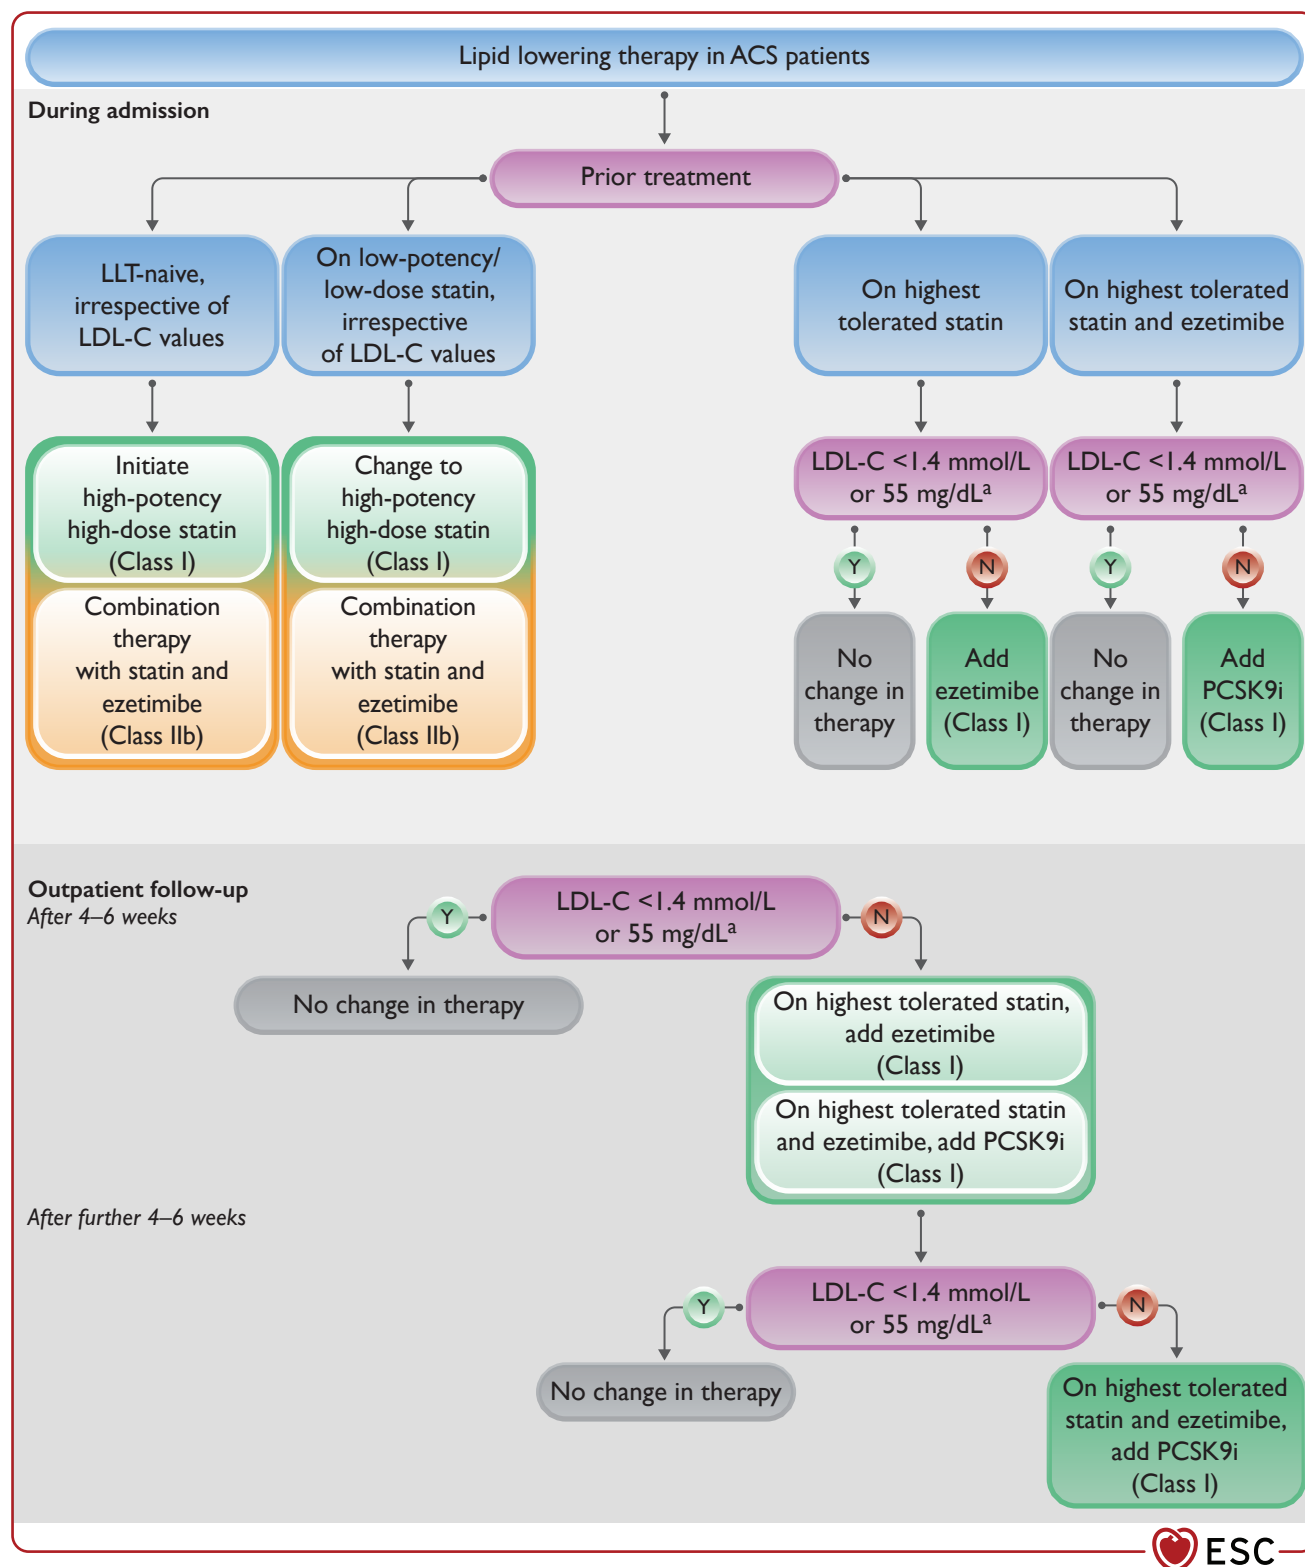 Lipid lowering therapy in ACS patients
During admission
Prior treatment
LLT-naive,
irrespective of
LDL-C values
On low-potency/
low-dose statin,
irrespective
of LDL-C values
On highest
tolerated statin
On highest tolerated
statin and ezetimibe
Initiate
high-potency
high-dose statin
(Class I)
Combination
therapy
with statin and
ezetimibe
(Class IIb)
Change to
high-potency
high-dose statin
(Class I)
Combination
therapy
with statin and
ezetimibe
(Class IIb)
LDL-C <1.4 mmol/L
or 55 mg/dLᵃ
Y
N
No
change in
therapy
Add
ezetimibe
(Class I)
LDL-C <1.4 mmol/L
or 55 mg/dLᵃ
Y
N
No
change in
therapy
Add
PCSK9i
(Class I)
Outpatient follow-up
After 4–6 weeks
LDL-C <1.4 mmol/L
or 55 mg/dLᵃ
Y
N
No change in therapy
On highest tolerated statin,
add ezetimibe
(Class I)
On highest tolerated statin
and ezetimibe, add PCSK9i
(Class I)
After further 4–6 weeks
LDL-C <1.4 mmol/L
or 55 mg/dLᵃ
Y
N
No change in therapy
On highest tolerated
statin and ezetimibe,
add PCSK9i
(Class I)
ESC